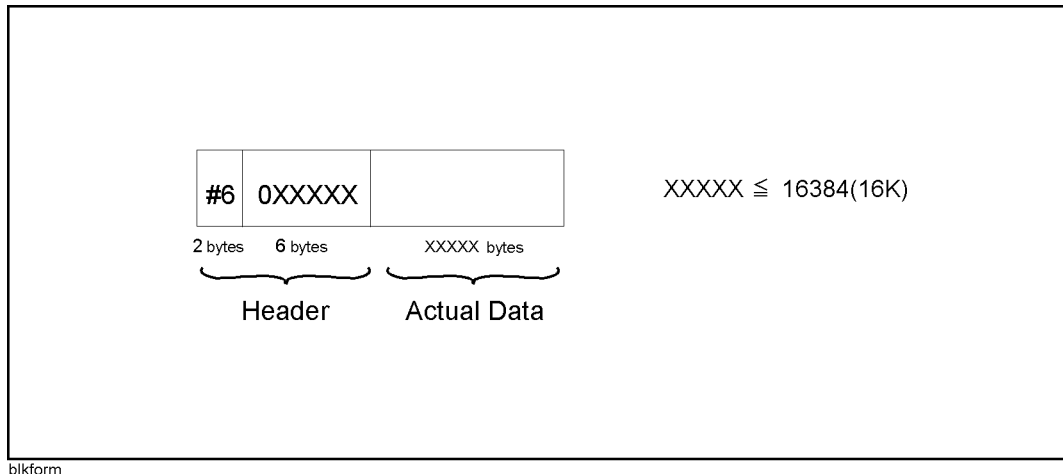 #6 0XXXXX
XXXXX ≦ 16384(16K)
2 bytes 6 bytes XXXXX bytes
Header Actual Data
blkform